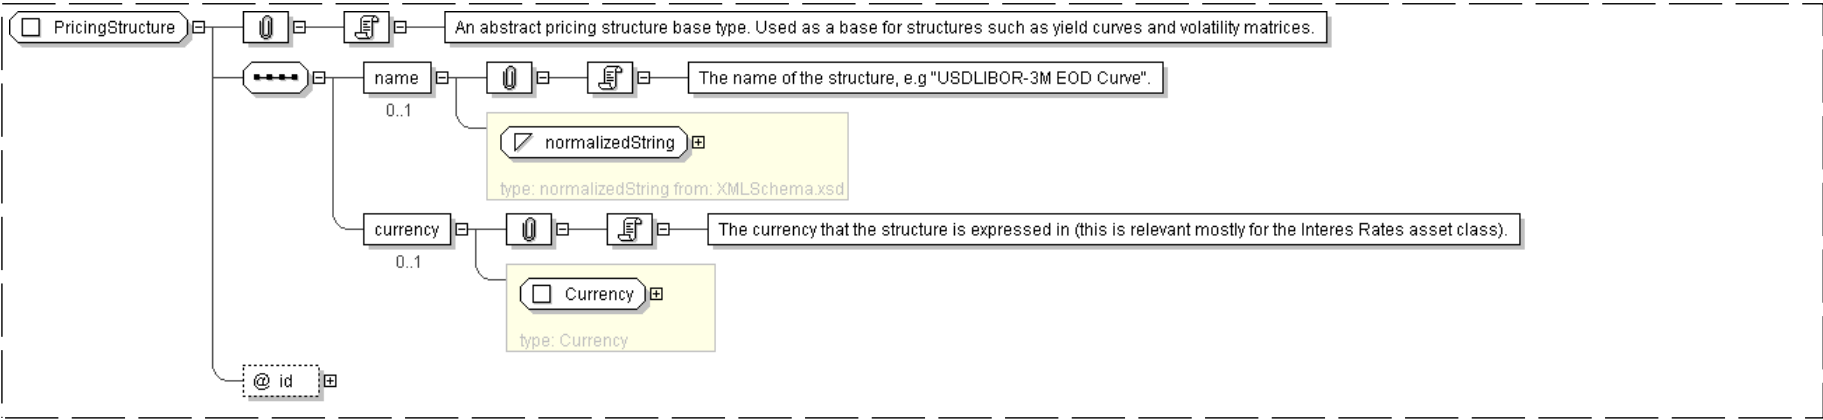 PricingStructure
An abstract pricing structure base type. Used as a base for structures such as yield curves and volatility matrices.
name
The name of the structure, e.g "USDLIBOR-3M EOD Curve".
0..1
normalizedString
type: normalizedString from: XMLSchema.xsd
currency
The currency that the structure is expressed in (this is relevant mostly for the Interes Rates asset class).
0..1
Currency
type: Currency
@ id